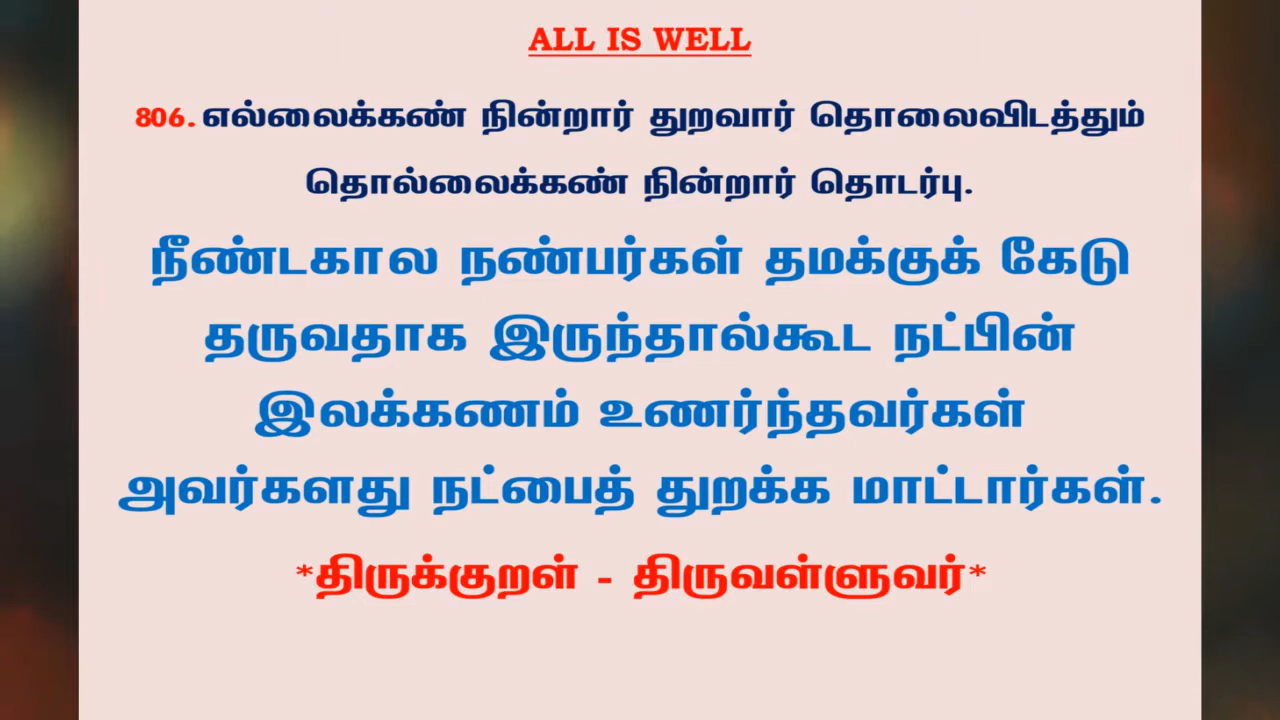 ALL IS WELL
806. எல்லைக்கண் நின்றார் துறவார் தொலைவிடத்தும்
தொல்லைக்கண் நின்றார் தொடர்பு.
நீண்டகால நண்பர்கள் தமக்குக் கேடு
தருவதாக இருந்தால்கூட நட்பின்
இலக்கணம் உணர்ந்தவர்கள்
அவர்களது நட்பைத் துறக்க மாட்டார்கள்.
*திருக்குறள் - திருவள்ளுவர்*